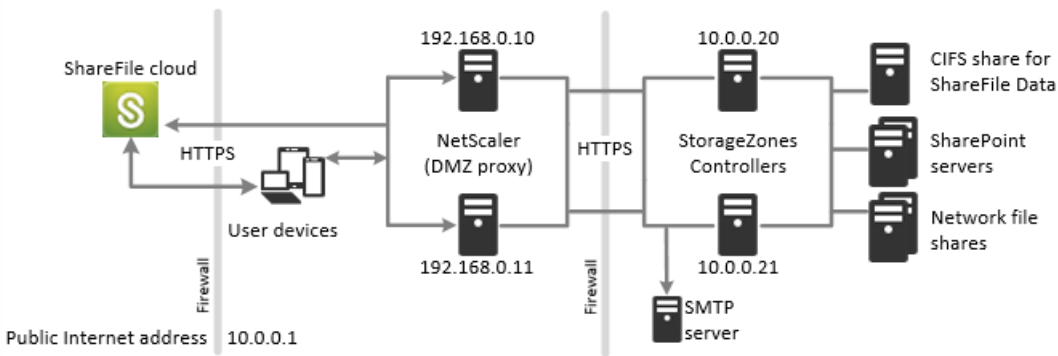 192.168.0.10
10.0.0.20
ShareFile cloud
CIFS share for
ShareFile Data
HTTPS
NetScaler
(DMZ proxy)
HTTPS
StorageZones
Controllers
SharePoint
servers
User devices
Network file
shares
192.168.0.11
10.0.0.21
Firewall
Firewall
SMTP
server
Public Internet address
10.0.0.1